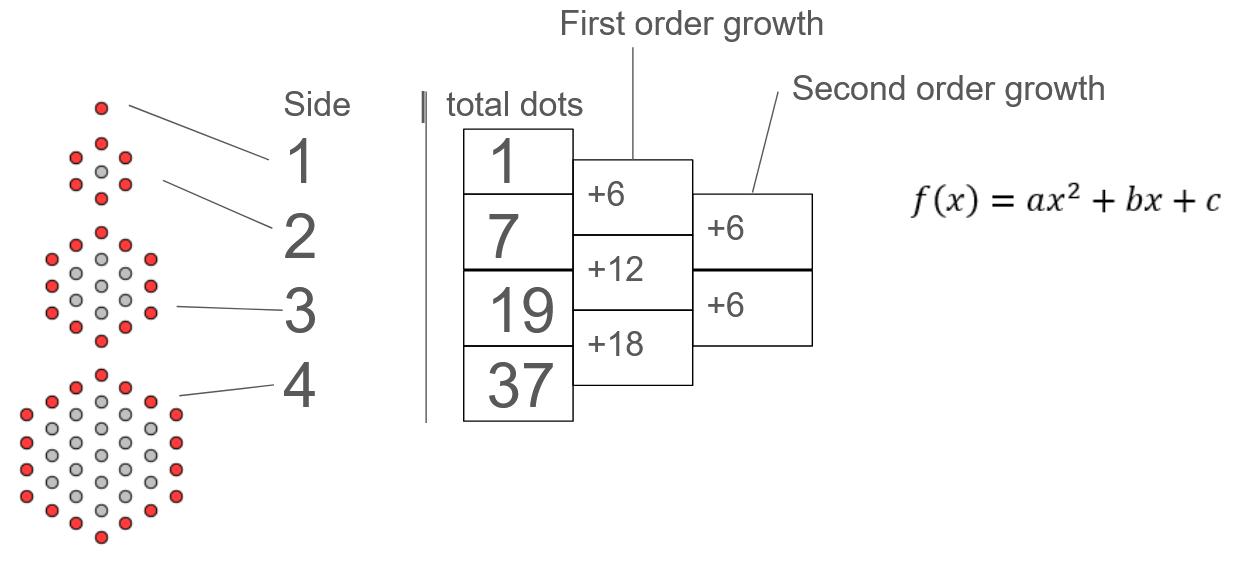 First order growth
Second order growth
Side | total dots
1 1
+6
2 7 +6
+12
3 19 +6
+18
4 37
f(x) = ax² + bx + c